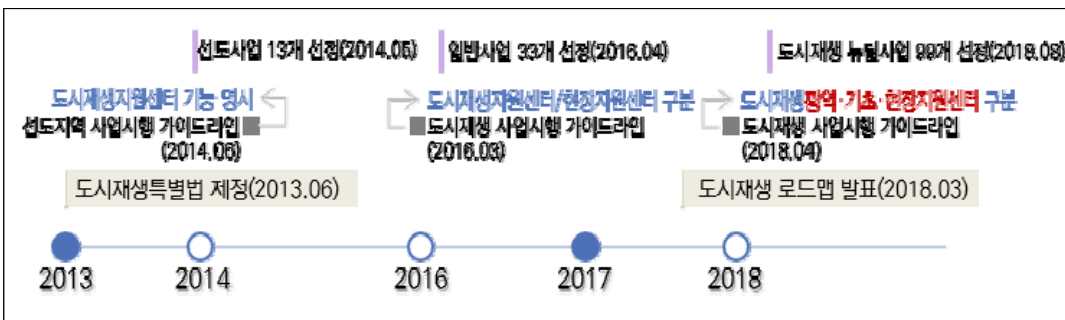 선도사업 13개 선정(2014.05)
일반사업 33개 선정(2016.04)
도시재생 뉴딜사업 99개 선정(2018.08)
도시재생지원센터 기능 명시
도시재생지원센터/현장지원센터 구분
도시재생광역·기초·현장지원센터 구분
선도지역 사업시행 가이드라인
(2014.06)
도시재생 사업시행 가이드라인
(2016.03)
도시재생 사업시행 가이드라인
(2018.04)
도시재생특별법 제정(2013.06)
도시재생 로드맵 발표(2018.03)
2013
2014
2016
2017
2018